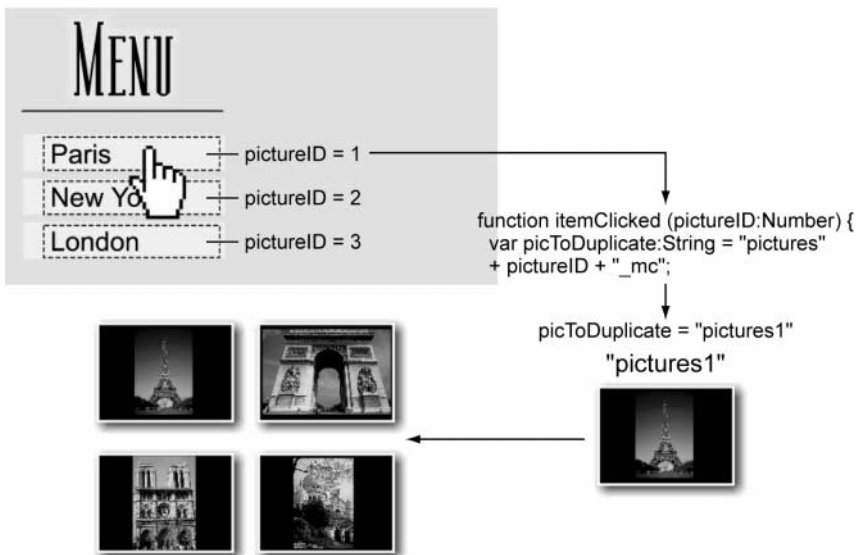 MENU
Paris
pictureID = 1
New Yo
pictureID = 2
London
pictureID = 3
function itemClicked (pictureID:Number) {
var picToDuplicate:String = "pictures"
+ pictureID + "_mc";
picToDuplicate = "pictures1"
"pictures1"